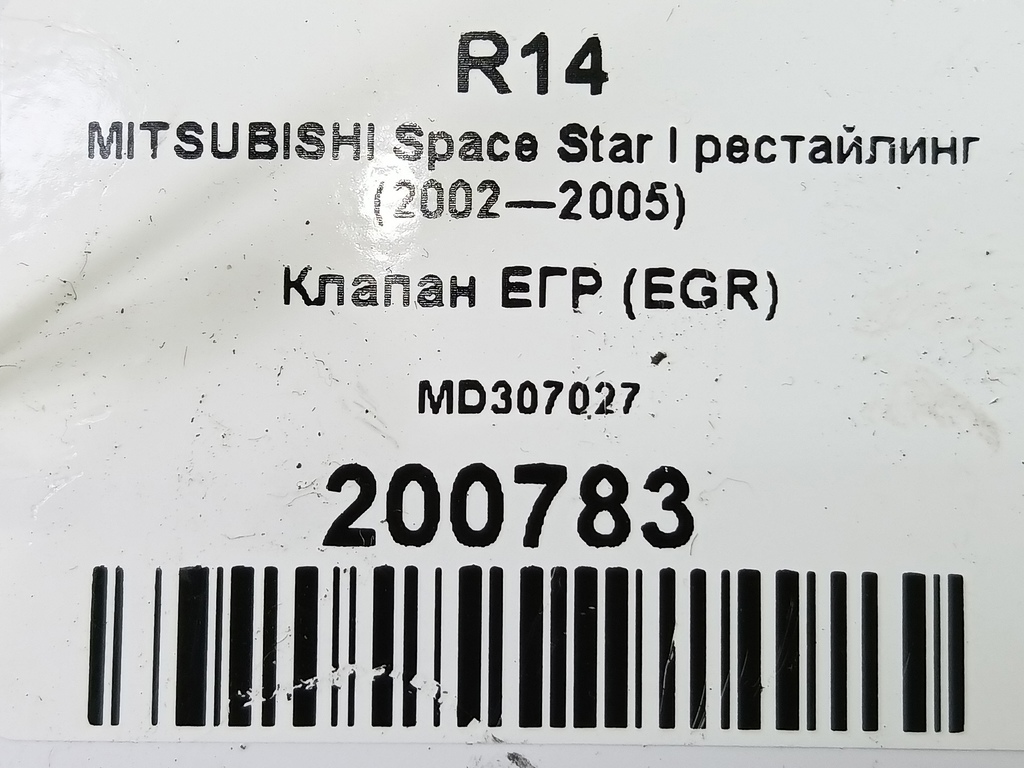 R14
MITSUBISHI Space Star I рестайлинг
(2002—2005)
Клапан ЕГР (EGR)
MD307027
200783